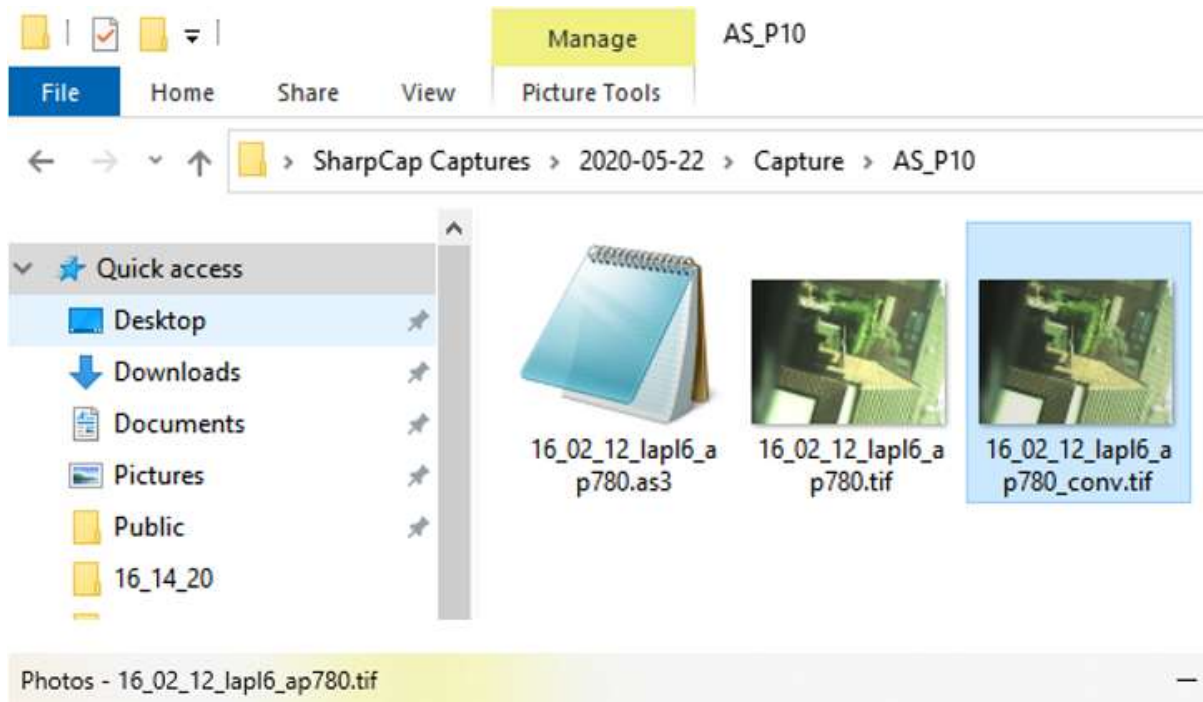 Manage
AS_P10
File
Home
Share
View
Picture Tools
SharpCap Captures > 2020-05-22 > Capture > AS_P10
Quick access
Desktop
Downloads
Documents
Pictures
Public
16_14_20
16_02_12_lapl6_a
p780.as3
16_02_12_lapl6_a
p780.tif
16_02_12_lapl6_a
p780_conv.tif
Photos - 16_02_12_lapl6_ap780.tif